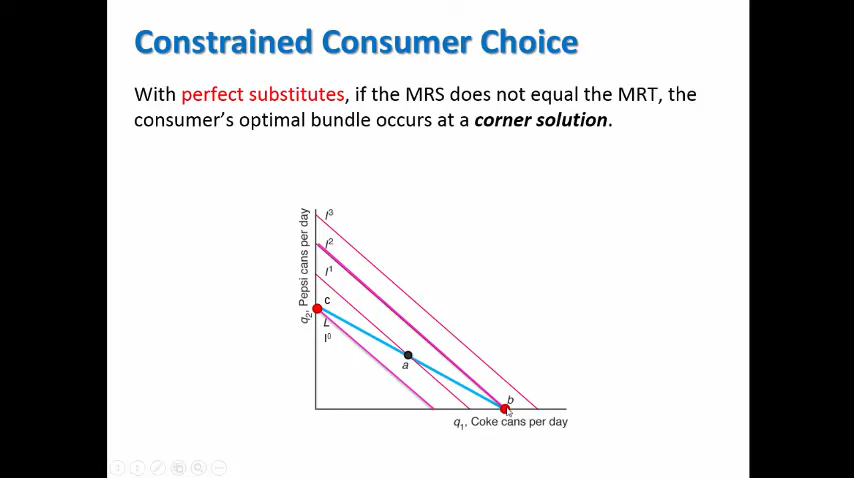 Constrained Consumer Choice
With perfect substitutes, if the MRS does not equal the MRT, the
consumer's optimal bundle occurs at a corner solution.
q2, Pepsi cans per day
I3
I2
I1
c
L
I0
a
b
q1, Coke cans per day